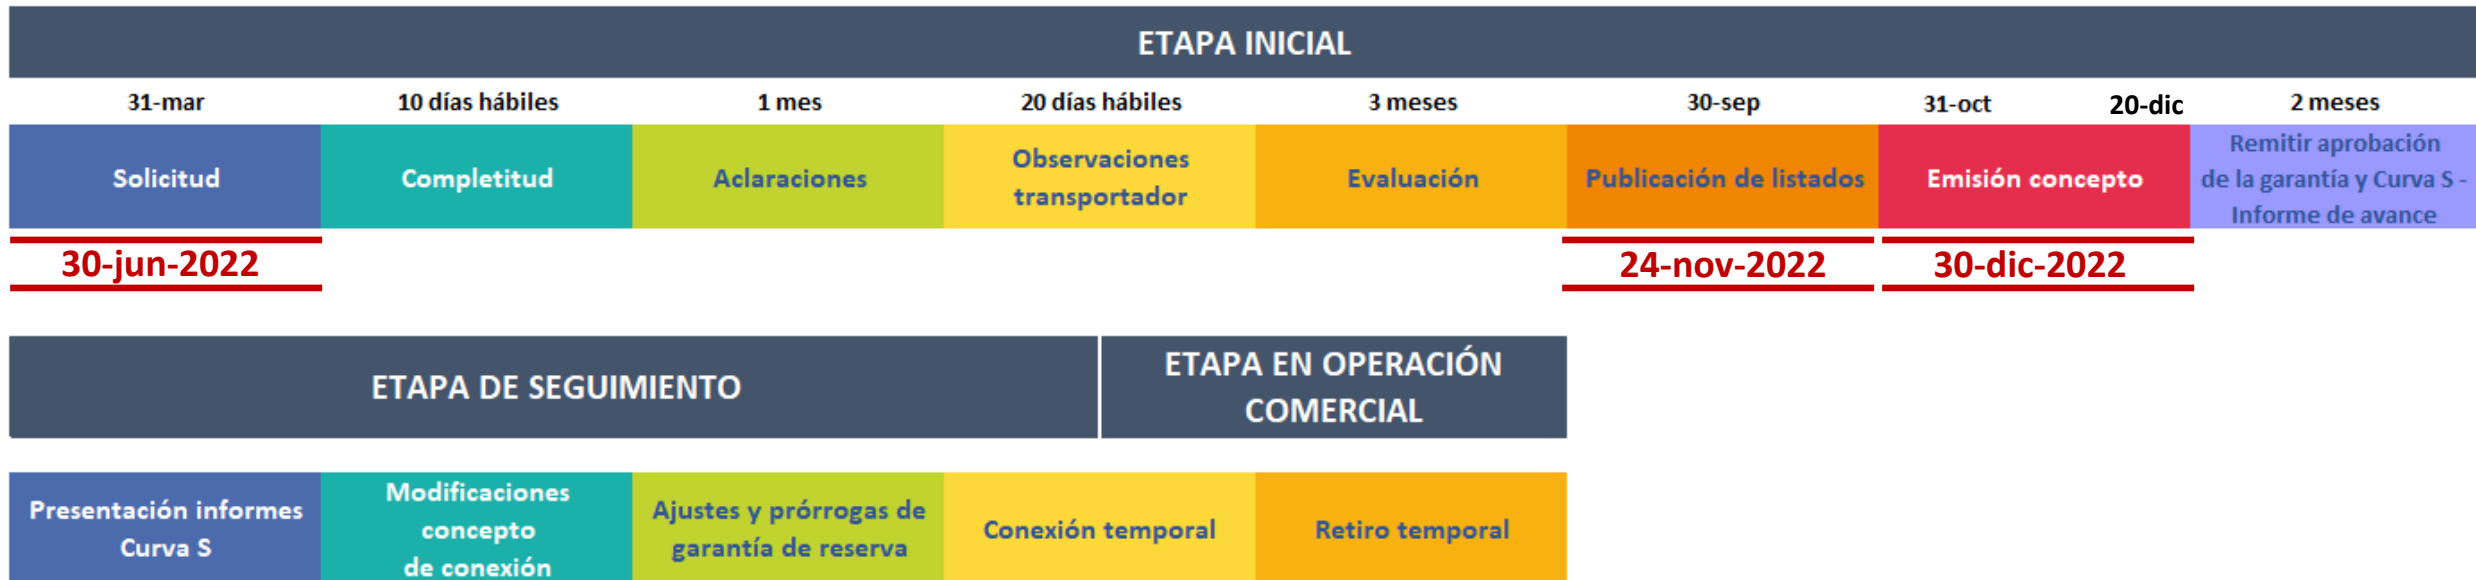 ETAPA INICIAL
31-mar 10 días hábiles 1 mes 20 días hábiles 3 meses 30-sep 31-oct 20-dic 2 meses
Solicitud
Completitud
Aclaraciones
Observaciones
transportador
Evaluación
Publicación de listados
Emisión concepto
Remitir aprobación
de la garantía y Curva S -
Informe de avance
30-jun-2022 24-nov-2022 30-dic-2022
ETAPA DE SEGUIMIENTO
ETAPA EN OPERACIÓN
COMERCIAL
Presentación informes
Curva S
Modificaciones
concepto
de conexión
Ajustes y prórrogas de
garantía de reserva
Conexión temporal
Retiro temporal